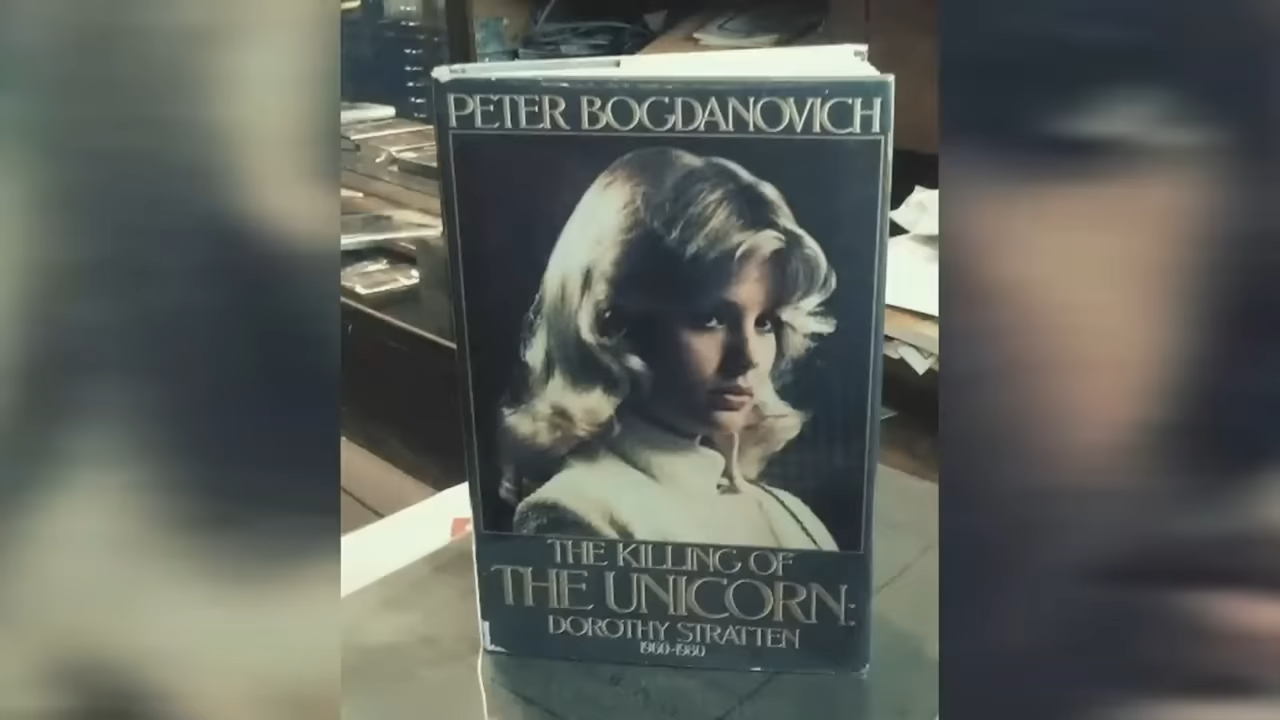 PETER BOGDANOVICH
THE KILLING OF
THE UNICORN:
DOROTHY STRATTEN
1960-1980